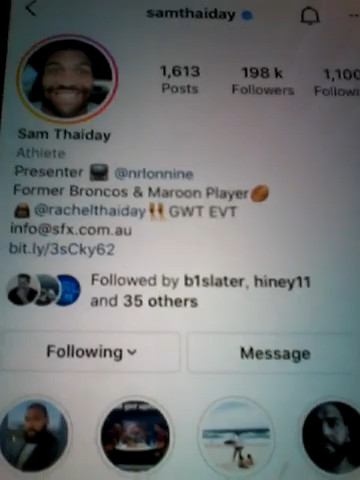 samthaiday
1,613 198 k 1,100
Posts Followers Followi
Sam Thaiday
Athlete
Presenter @nrlonnine
Former Broncos & Maroon Player
@rachelthaiday GWT EVT
info@sfx.com.au
bit.ly/3sCky62
Followed by b1slater, hiney11
and 35 others
Following Message